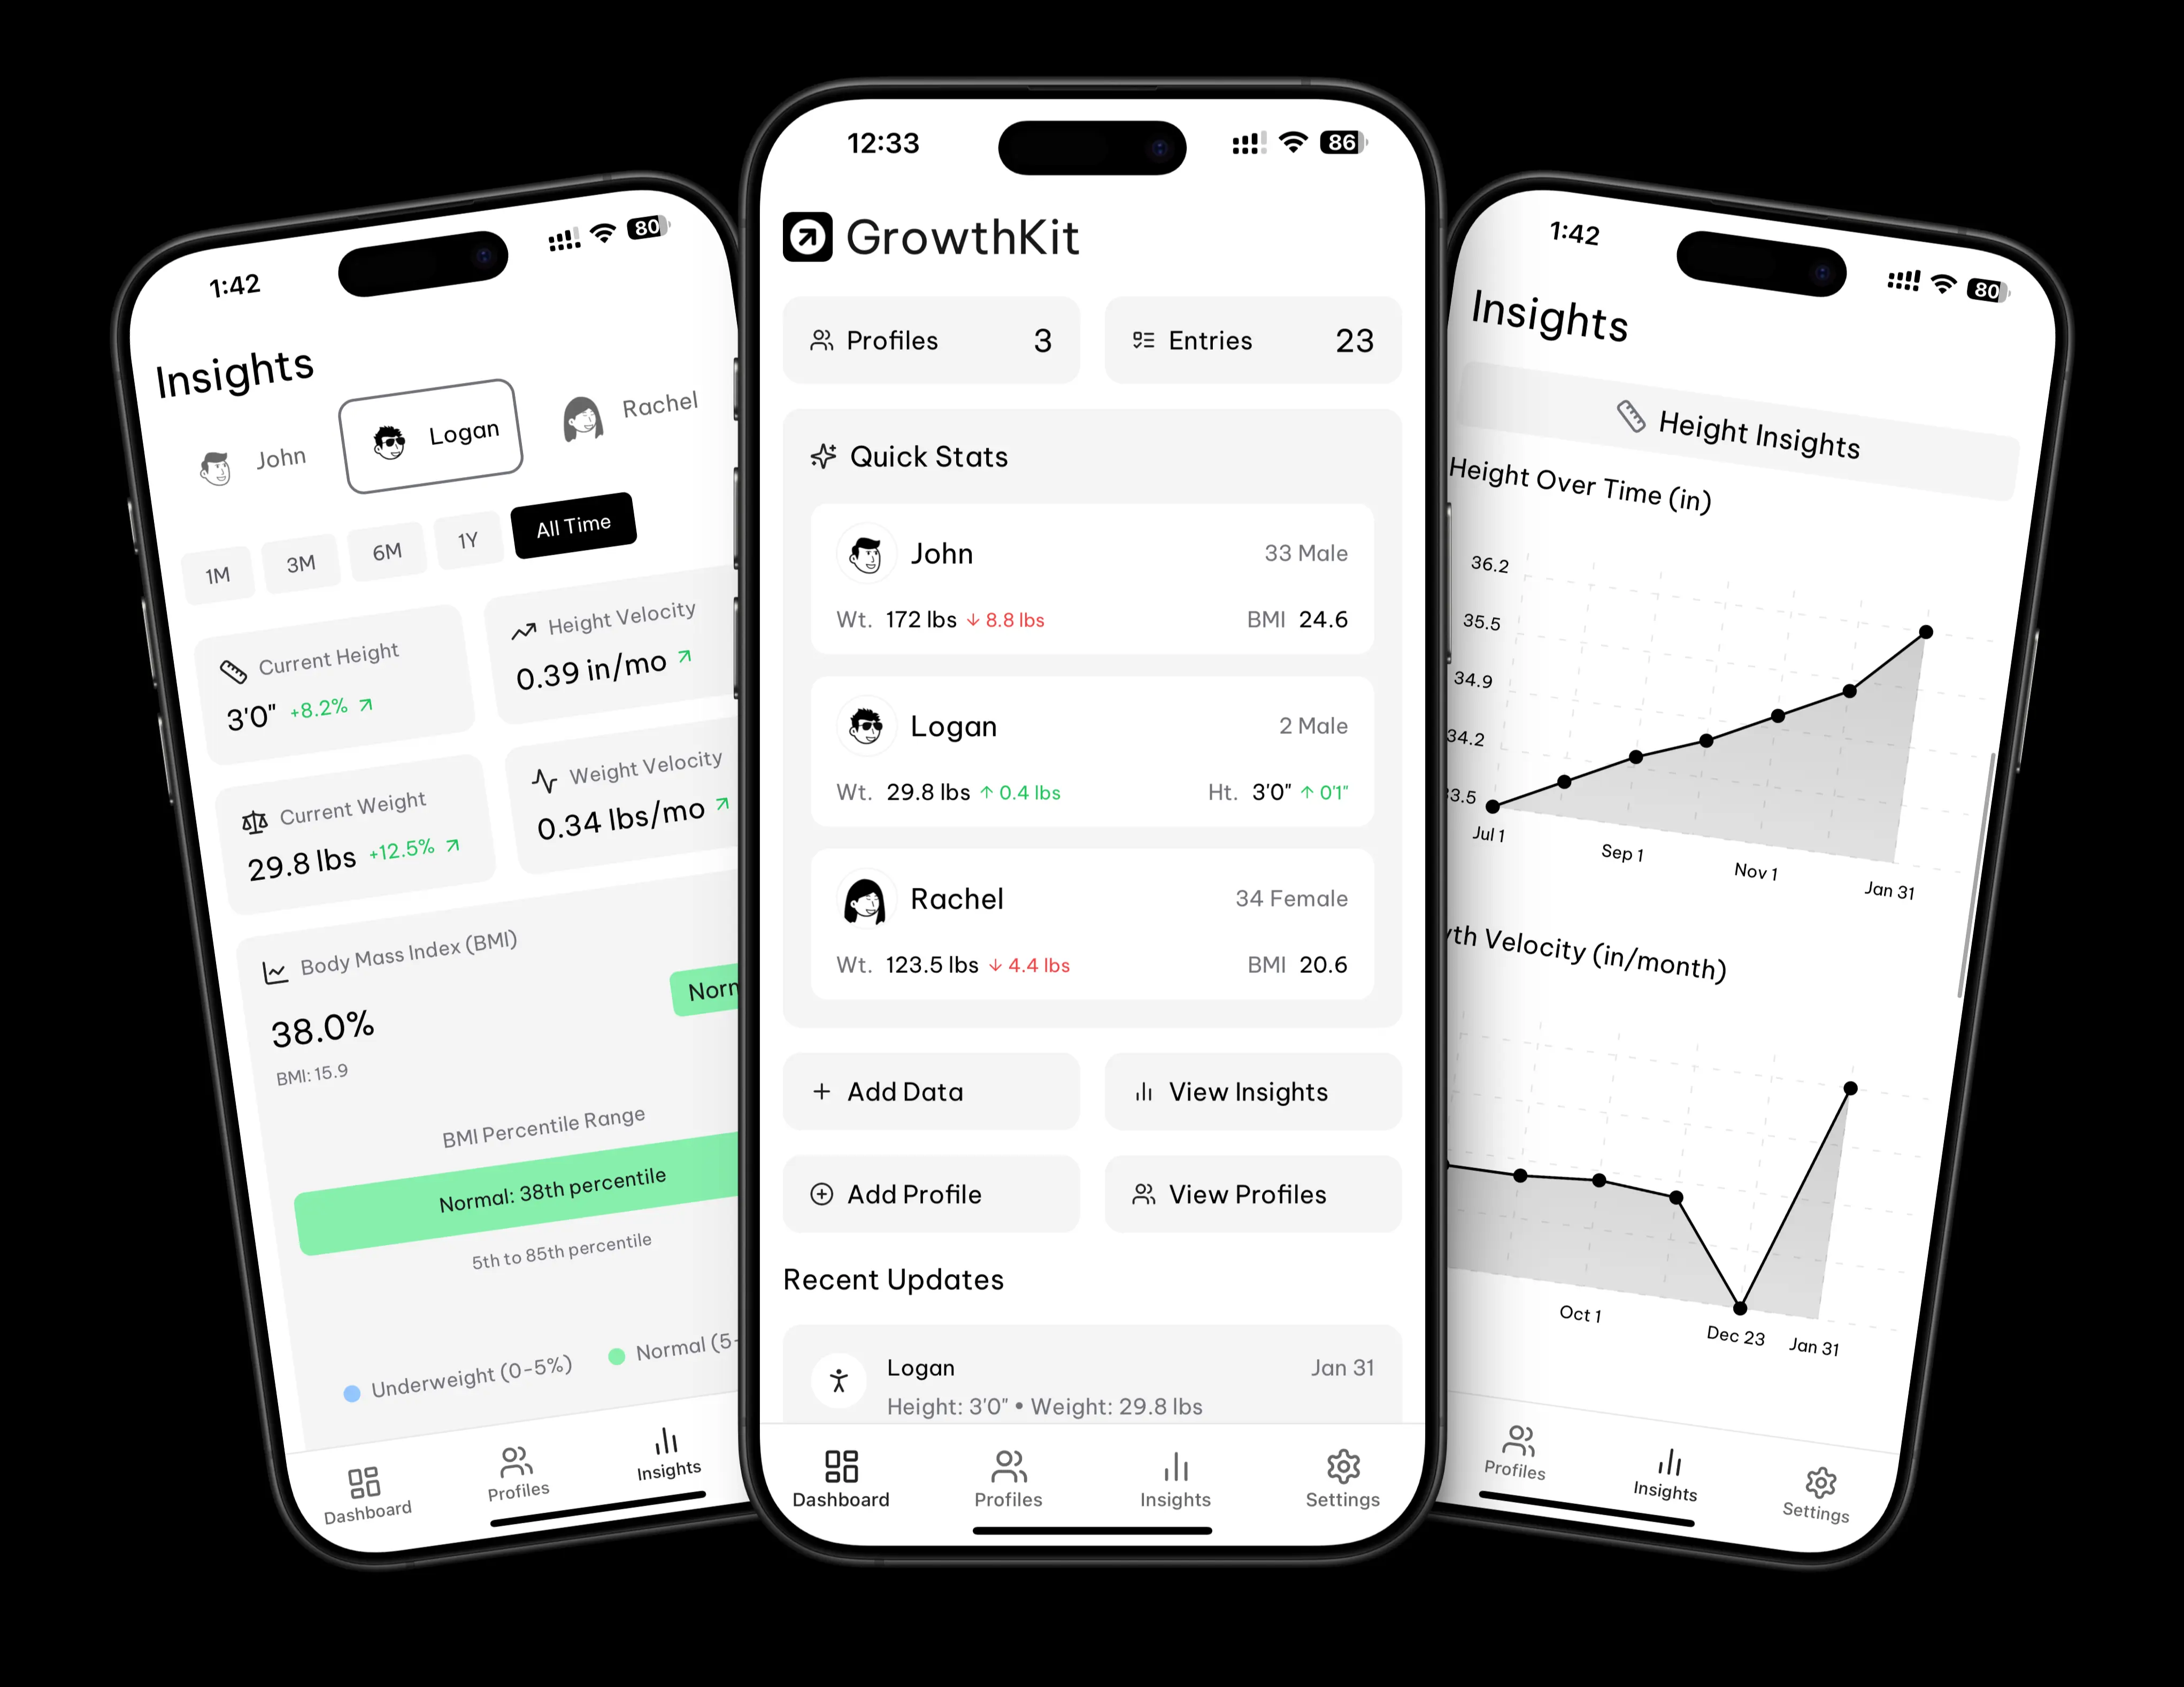 1:42
80
Insights
John
Logan
Rachel
1M
3M
6M
1Y
All Time
Current Height
3'0" +8.2%
Height Velocity
0.39 in/mo
Current Weight
29.8 lbs +12.5%
Weight Velocity
0.34 lbs/mo
Body Mass Index (BMI)
38.0%
BMI: 15.9
BMI Percentile Range
Normal: 38th percentile
5th to 85th percentile
Underweight (0-5%)
Normal (5-
Dashboard
Profiles
Insights
12:33
86
GrowthKit
Profiles 3
Entries 23
Quick Stats
John 33 Male
Wt. 172 lbs ↓ 8.8 lbs BMI 24.6
Logan 2 Male
Wt. 29.8 lbs ↑ 0.4 lbs Ht. 3'0" ↑ 0'1"
Rachel 34 Female
Wt. 123.5 lbs ↓ 4.4 lbs BMI 20.6
+ Add Data
View Insights
Add Profile
View Profiles
Recent Updates
Logan Jan 31
Height: 3'0" • Weight: 29.8 lbs
Dashboard
Profiles
Insights
Settings
1:42
80
Insights
Height Insights
Height Over Time (in)
36.2
35.5
34.9
34.2
3.5
Jul 1
Sep 1
Nov 1
Jan 31
Velocity (in/month)
Oct 1
Dec 23
Jan 31
Profiles
Insights
Settings